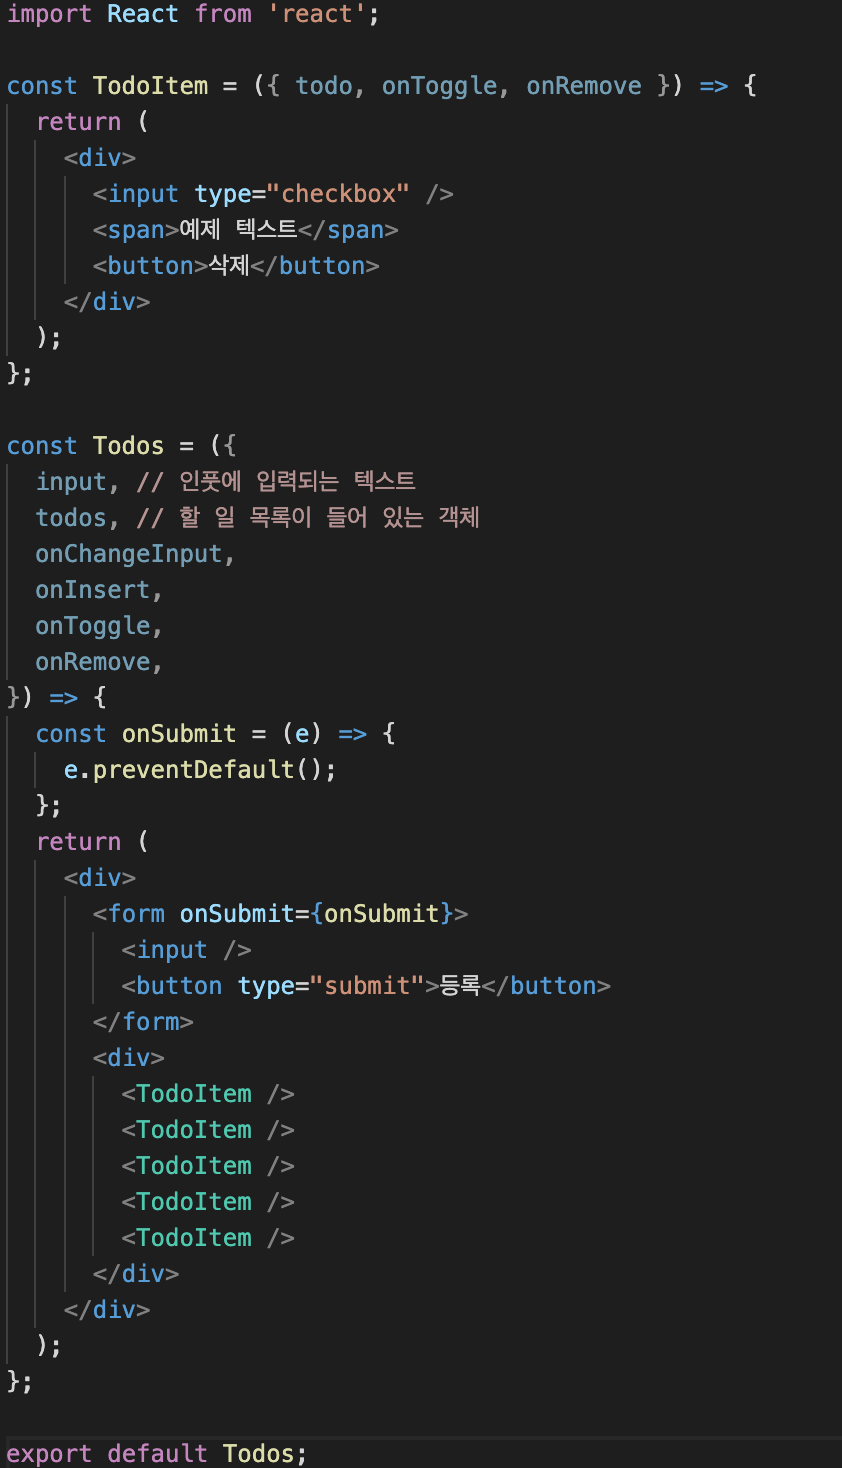 import React from 'react';
const TodoItem = ({ todo, onToggle, onRemove }) => {
  return (
    <div>
      <input type="checkbox" />
      <span>예제 텍스트</span>
      <button>삭제</button>
    </div>
  );
};
const Todos = ({
  input, // 인풋에 입력되는 텍스트
  todos, // 할 일 목록이 들어 있는 객체
  onChangeInput,
  onInsert,
  onToggle,
  onRemove,
}) => {
  const onSubmit = (e) => {
    e.preventDefault();
  };
  return (
    <div>
      <form onSubmit={onSubmit}>
        <input />
        <button type="submit">등록</button>
      </form>
      <div>
        <TodoItem />
        <TodoItem />
        <TodoItem />
        <TodoItem />
        <TodoItem />
      </div>
    </div>
  );
};
export default Todos;